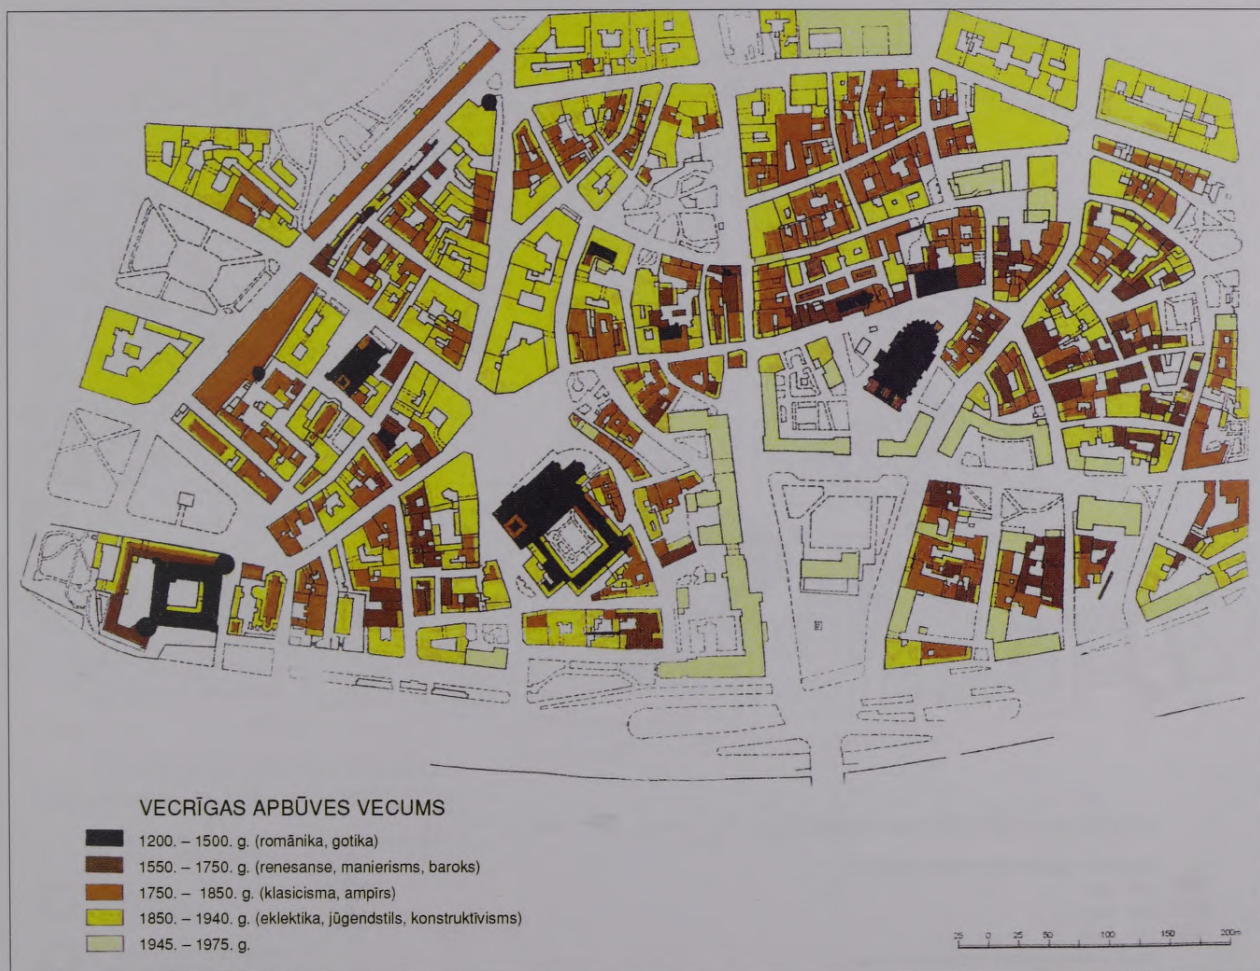 VECRĪGAS APBŪVES VECUMS
1200. – 1500. g. (romānika, gotika)
1550. – 1750. g. (renesanse, manierisms, baroks)
1750. – 1850. g. (klasicisma, ampīrs)
1850. – 1940. g. (eklektika, jūgendstils, konstruktīvisms)
1945. – 1975. g.
25 0 25 50 100 150 200m